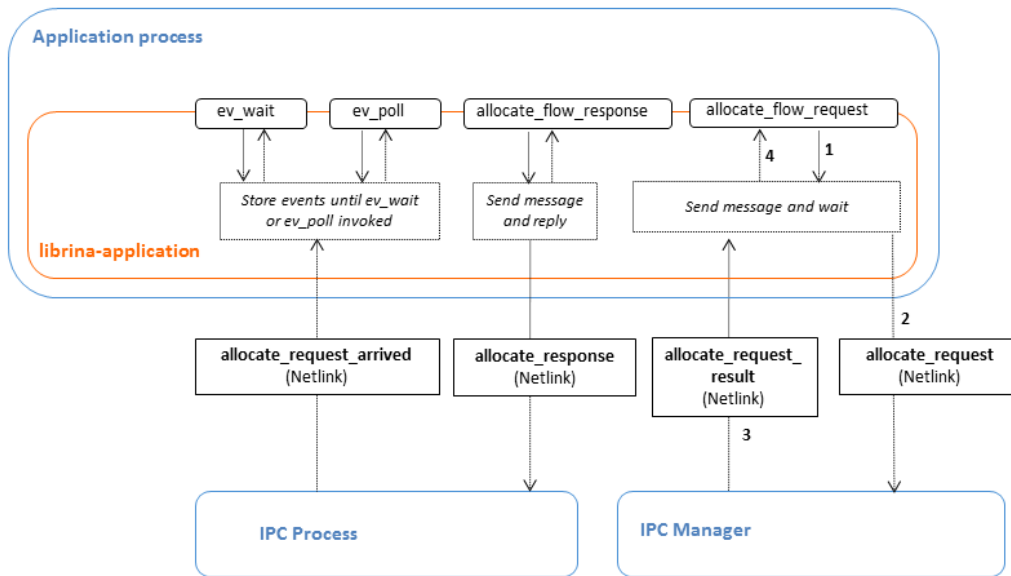 Application process
ev_wait
ev_poll
allocate_flow_response
allocate_flow_request
4
1
Store events until ev_wait
or ev_poll invoked
Send message
and reply
Send message and wait
librina-application
2
allocate_request_arrived
(Netlink)
allocate_response
(Netlink)
allocate_request_
result
(Netlink)
allocate_request
(Netlink)
3
IPC Process
IPC Manager